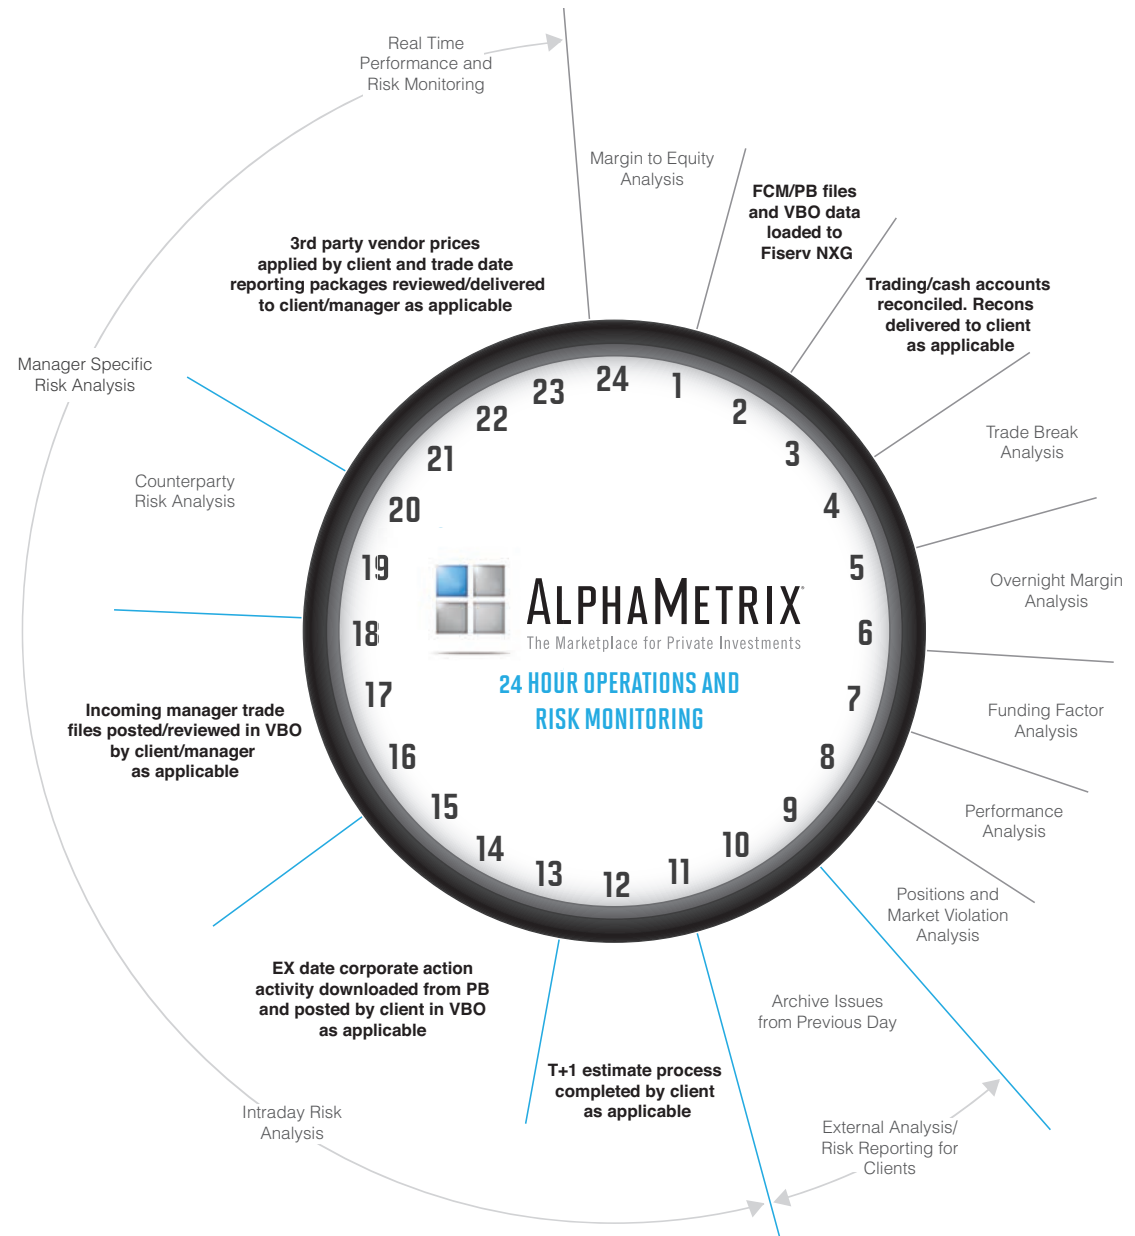 Real Time
Performance and
Risk Monitoring
Margin to Equity
Analysis
FCM/PB files
and VBO data
loaded to
Fiserv NXG
3rd party vendor prices
applied by client and trade date
reporting packages reviewed/delivered
to client/manager as applicable
Trading/cash accounts
reconciled. Recons
delivered to client
as applicable
Manager Specific
Risk Analysis
Trade Break
Analysis
Counterparty
Risk Analysis
Overnight Margin
Analysis
24
1
2
3
4
5
6
7
8
9
10
11
12
13
14
15
16
17
18
19
20
21
22
23
ALPHAMETRIX
The Marketplace for Private Investments
24 HOUR OPERATIONS AND
RISK MONITORING
Incoming manager trade
files posted/reviewed in VBO
by client/manager
as applicable
Funding Factor
Analysis
Performance
Analysis
Positions and
Market Violation
Analysis
EX date corporate action
activity downloaded from PB
and posted by client in VBO
as applicable
Archive Issues
from Previous Day
T+1 estimate process
completed by client
as applicable
Intraday Risk
Analysis
External Analysis/
Risk Reporting for
Clients